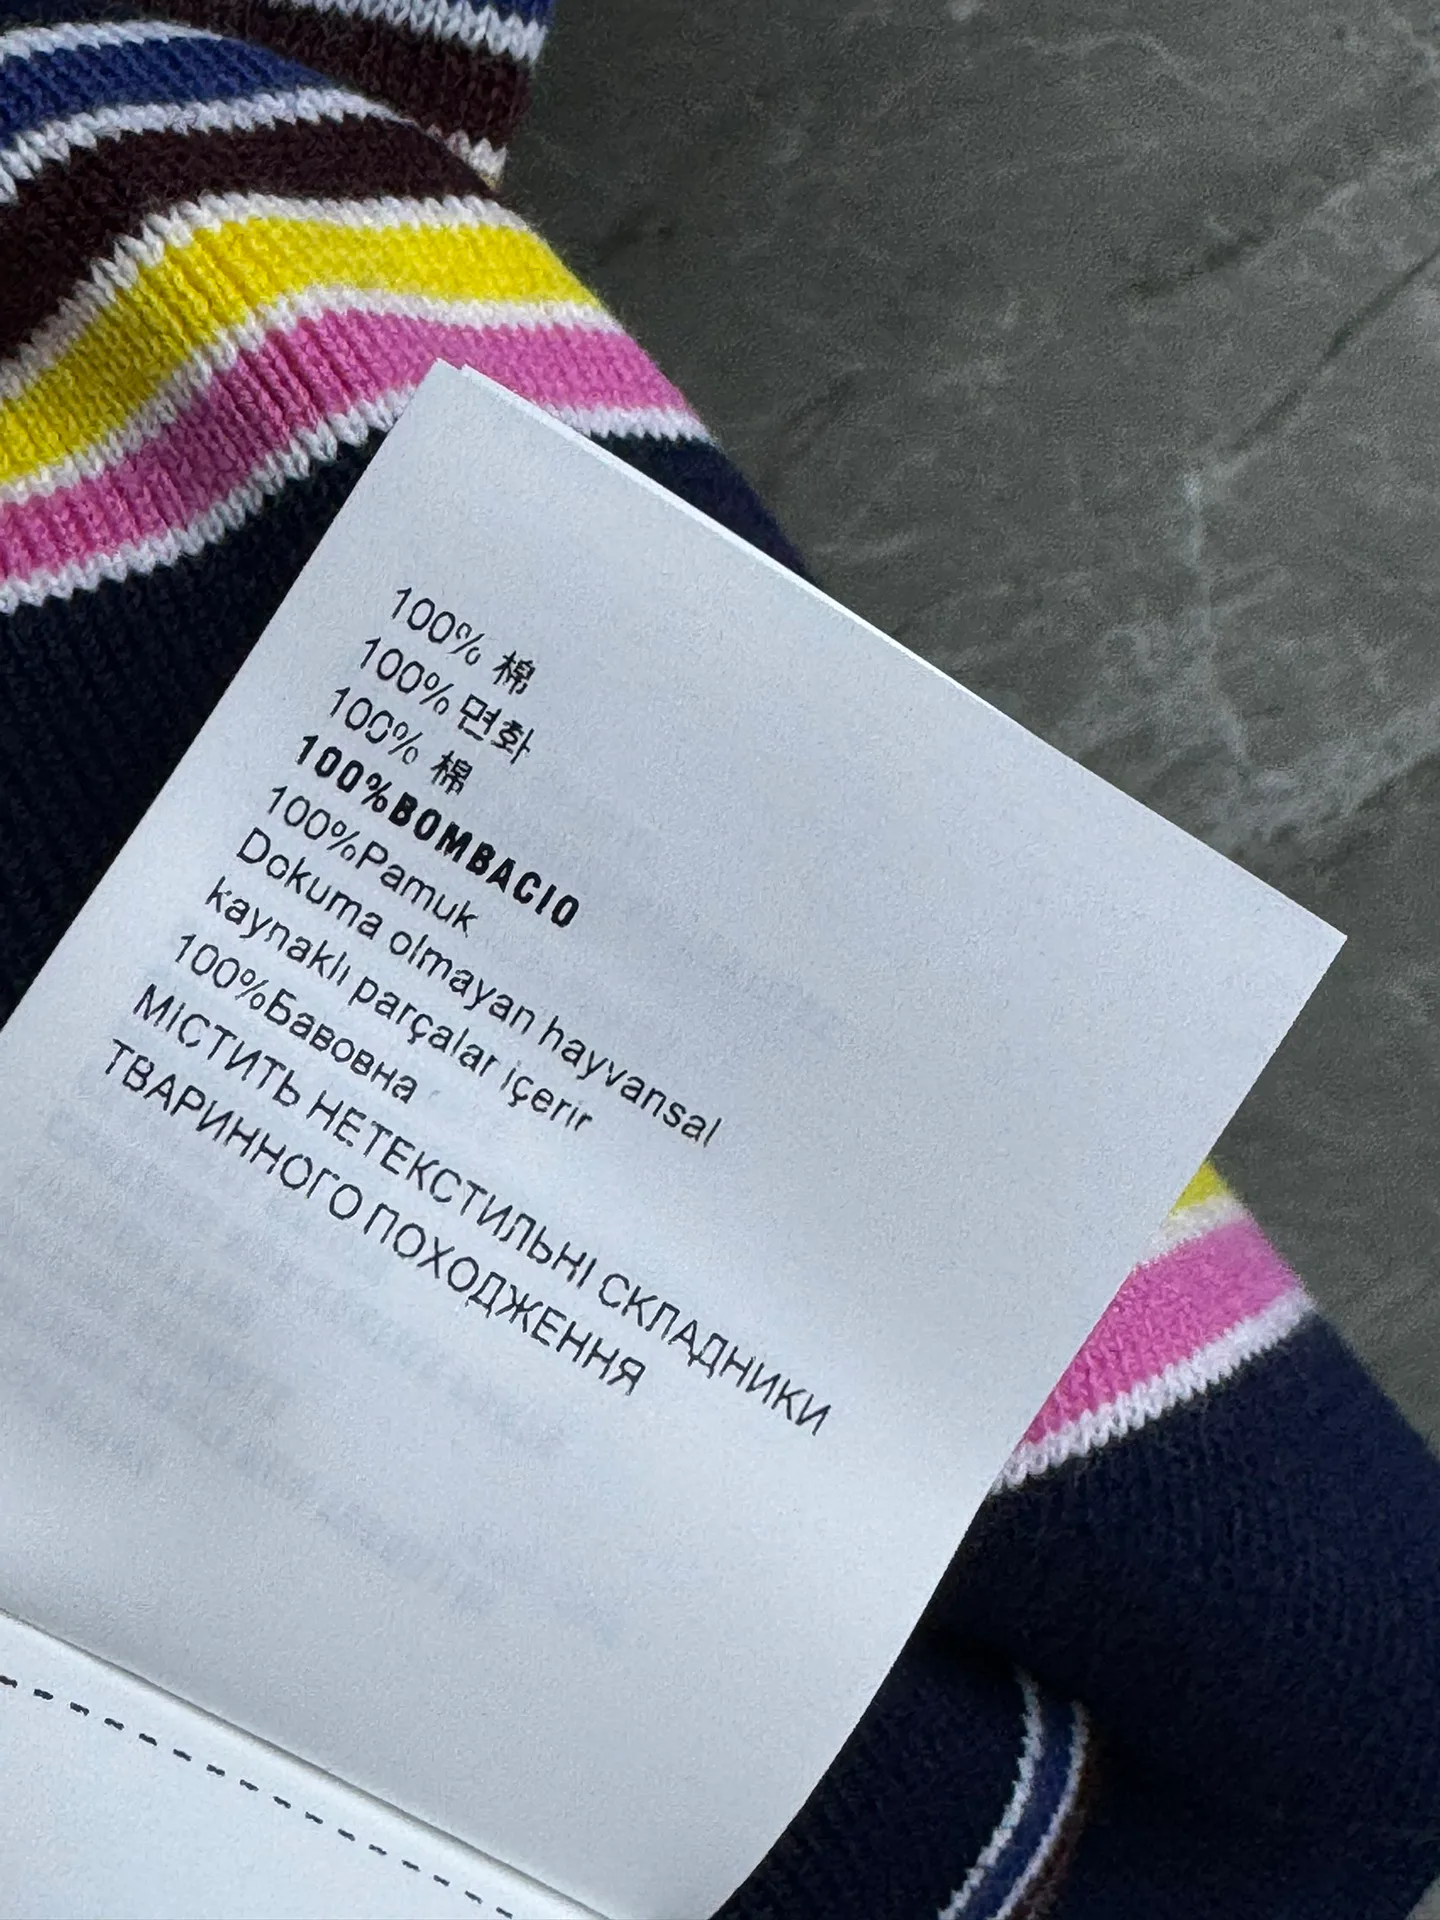 100% 棉
100% 면화
100% 棉
100%BOMBACIO
100%Pamuk
Dokuma olmayan hayvansal
kaynaklı parçalar içerir
100%Бавовна
МІСТИТЬ НЕТЕКСТИЛЬНІ СКЛАДНИКИ
ТВАРИННОГО ПОХОДЖЕННЯ